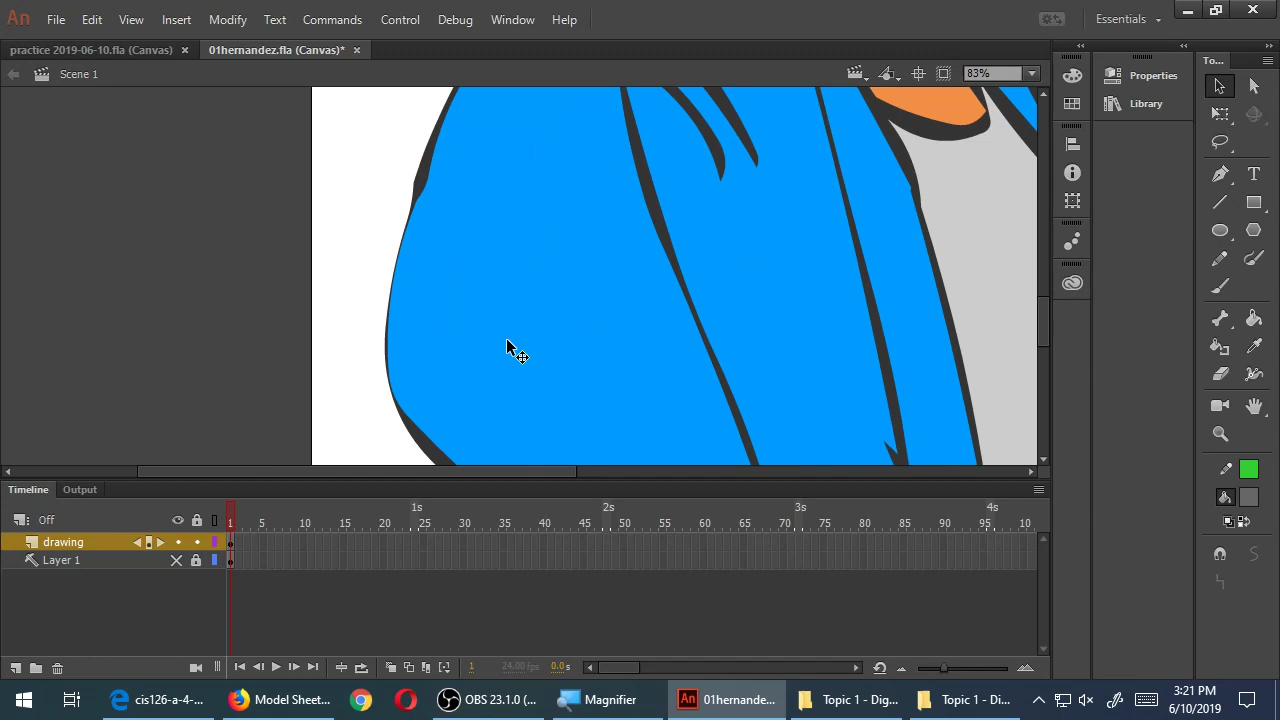 An File Edit View Insert Modify Text Commands Control Debug Window Help Essentials
practice 2019-06-10.fla (Canvas) × 01hernandez.fla (Canvas)* ×
Scene 1 83%
To...
Properties
Library
T
Timeline Output
1s 2s 3s 4s
Off 1 5 10 15 20 25 30 35 40 45 50 55 60 65 70 75 80 85 90 95 10
drawing
Layer 1
1 24.00 fps 0.0 s
cis126-a-4-... Model Sheet... OBS 23.1.0 (... Magnifier An 01hernande... Topic 1 - Dig... Topic 1 - Di...
3:21 PM
6/10/2019